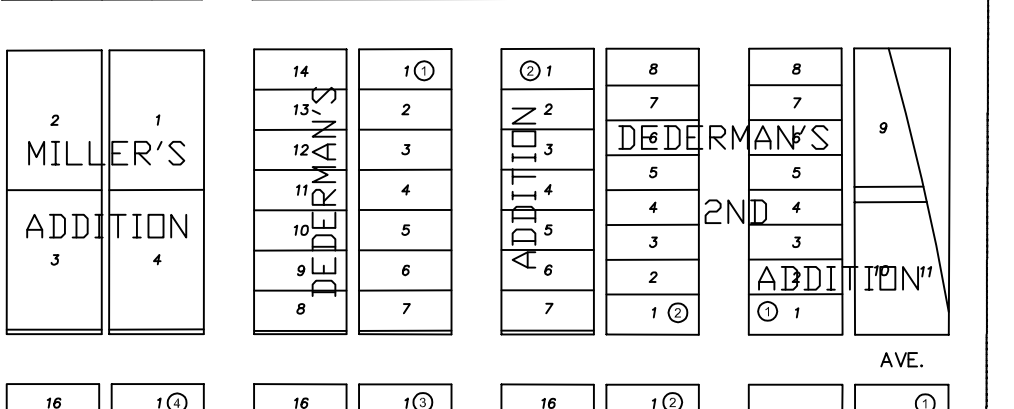 14 1 ① ② 1 8 8
2 1 13 2 2 7 7
9
MILLER'S 12 3 3 DEDERMAN'S
6 6
DEDERMAN'S
ADDITION
11 4 4 5 5
ADDITION 10 5 5 4 2ND 4
3 4 9 6 6 3 3
2 ADDITION 2 10 11
8 7 7 1 ② ① 1
AVE.
16 1 ④ 16 1 ③ 16 1 ② ①